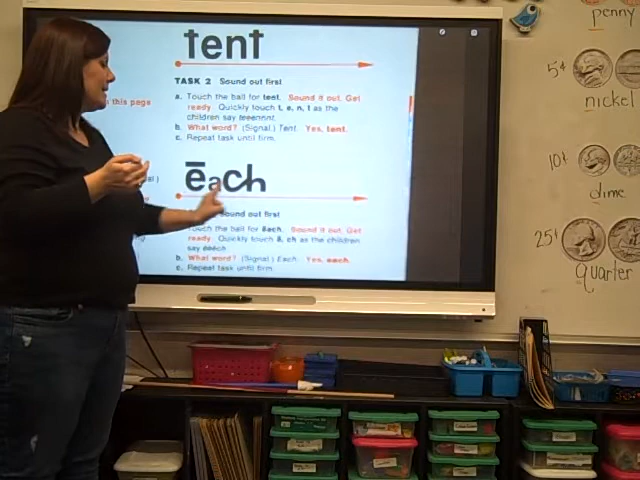 tent
TASK 2 Sound out first
n this page
a. Touch the ball for tent. Sound it out. Get
ready. Quickly touch t, e, n, t as the
children say teeennnt.
b. What word? (Signal.) Tent. Yes, tent.
c. Repeat task until firm.
ēach
Sound out first
Touch the ball for ēach. Sound it out. Get
ready. Quickly touch ē, ch as the children
say
b. What word? (Signal.) Each. Yes, each.
c. Repeat task until firm.
penny
5¢
nickel
10¢
dime
25¢
quarter